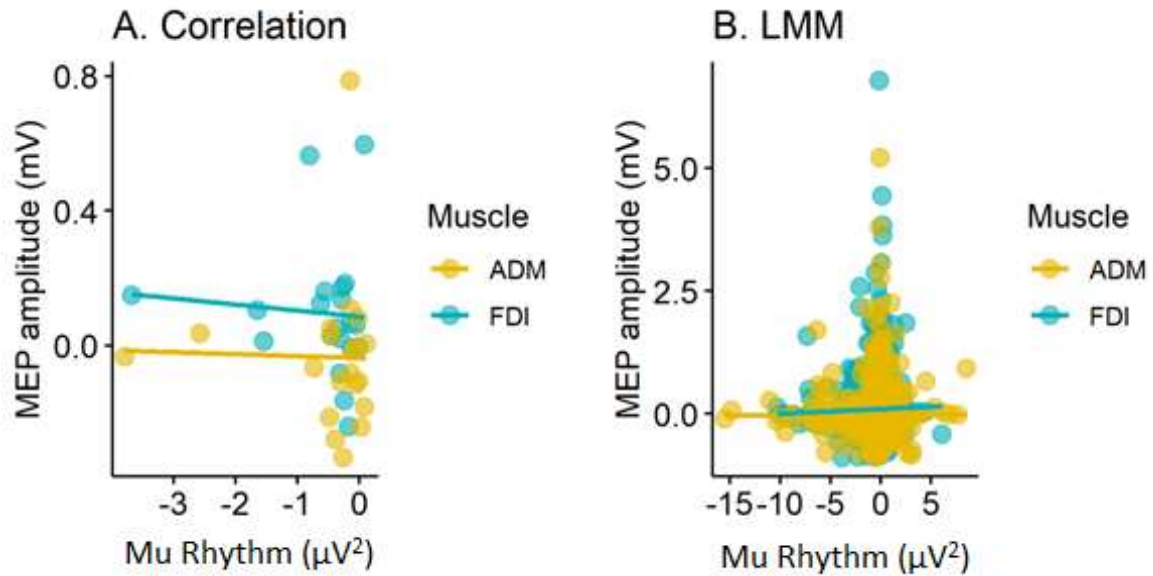 A. Correlation
MEP amplitude (mV)
0.8
0.4
0.0
-3 -2 -1 0
Mu Rhythm (µV²)
Muscle
ADM
FDI
B. LMM
MEP amplitude (mV)
5.0
2.5
0.0
-15 -10 -5 0 5
Mu Rhythm (µV²)
Muscle
ADM
FDI